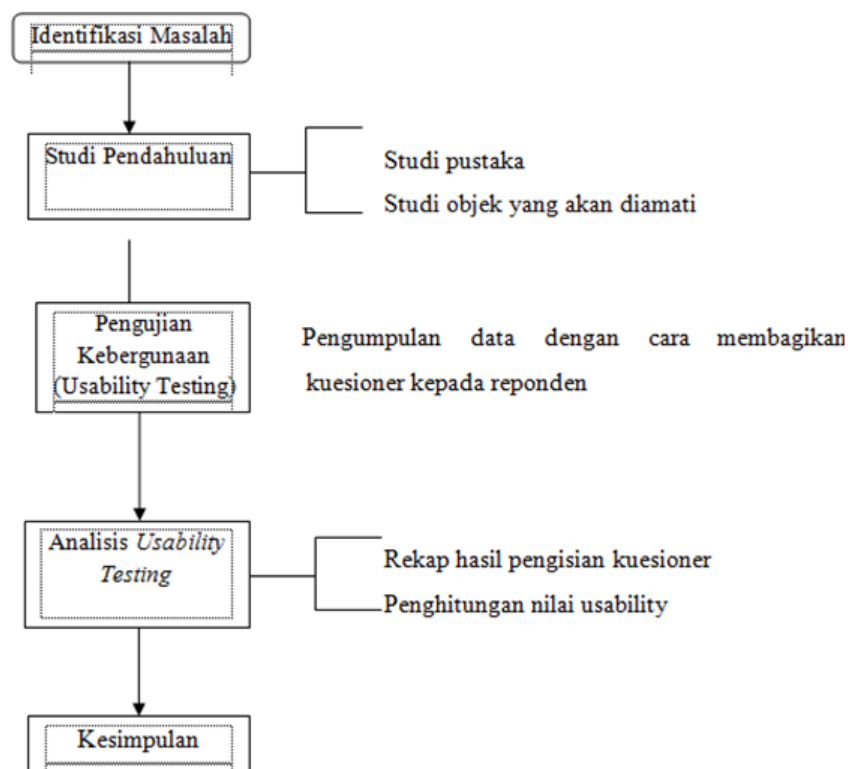 Identifikasi Masalah
Studi Pendahuluan
Studi pustaka
Studi objek yang akan diamati
Pengujian
Kebergunaan
(Usability Testing)
Pengumpulan data dengan cara membagikan
kuesioner kepada reponden
Analisis Usability
Testing
Rekap hasil pengisian kuesioner
Penghitungan nilai usability
Kesimpulan